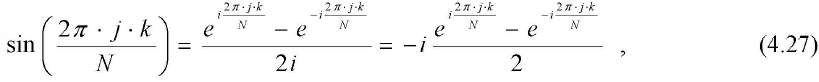 sin(2π·j·k/N) = (e^{i 2π·j·k/N} − e^{−i 2π·j·k/N})/2i = −i (e^{i 2π·j·k/N} − e^{−i 2π·j·k/N})/2 , (4.27)